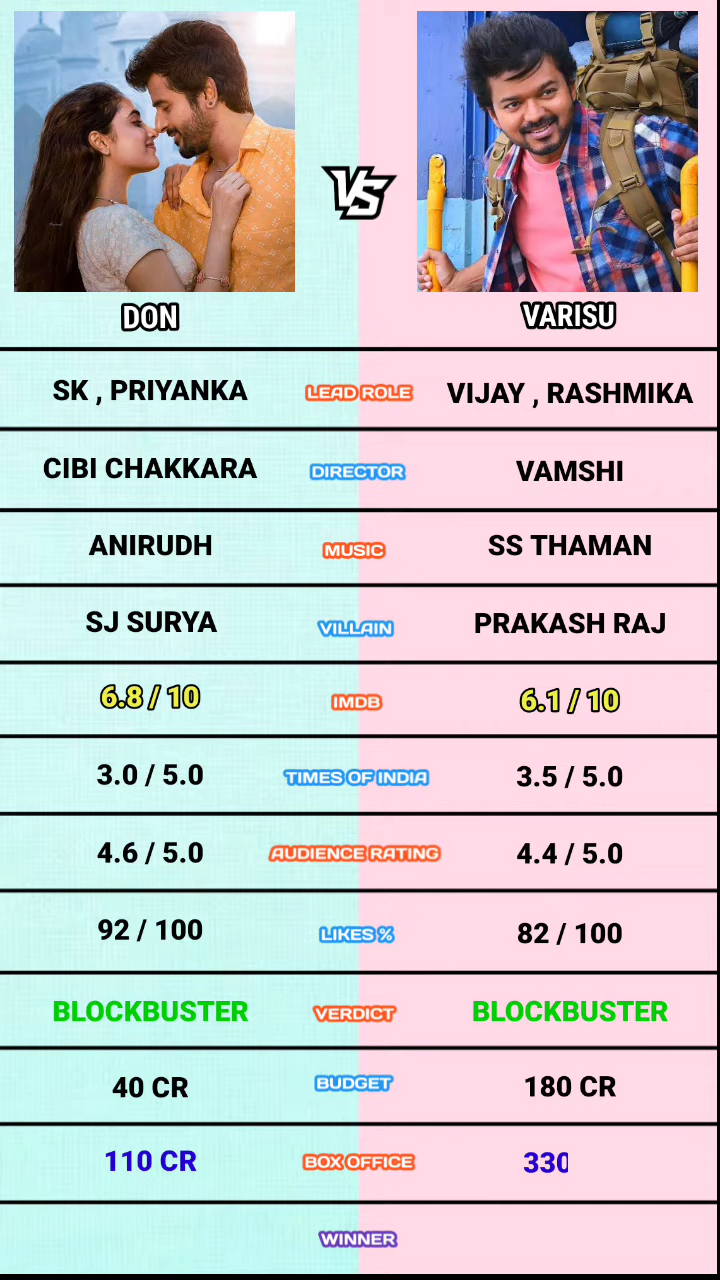 VS
DON
VARISU
SK , PRIYANKA LEAD ROLE VIJAY , RASHMIKA
CIBI CHAKKARA DIRECTOR VAMSHI
ANIRUDH MUSIC SS THAMAN
SJ SURYA VILLAIN PRAKASH RAJ
6.8 / 10 IMDB 6.1 / 10
3.0 / 5.0 TIMES OF INDIA 3.5 / 5.0
4.6 / 5.0 AUDIENCE RATING 4.4 / 5.0
92 / 100 LIKES % 82 / 100
BLOCKBUSTER VERDICT BLOCKBUSTER
40 CR BUDGET 180 CR
110 CR BOX OFFICE 330
WINNER